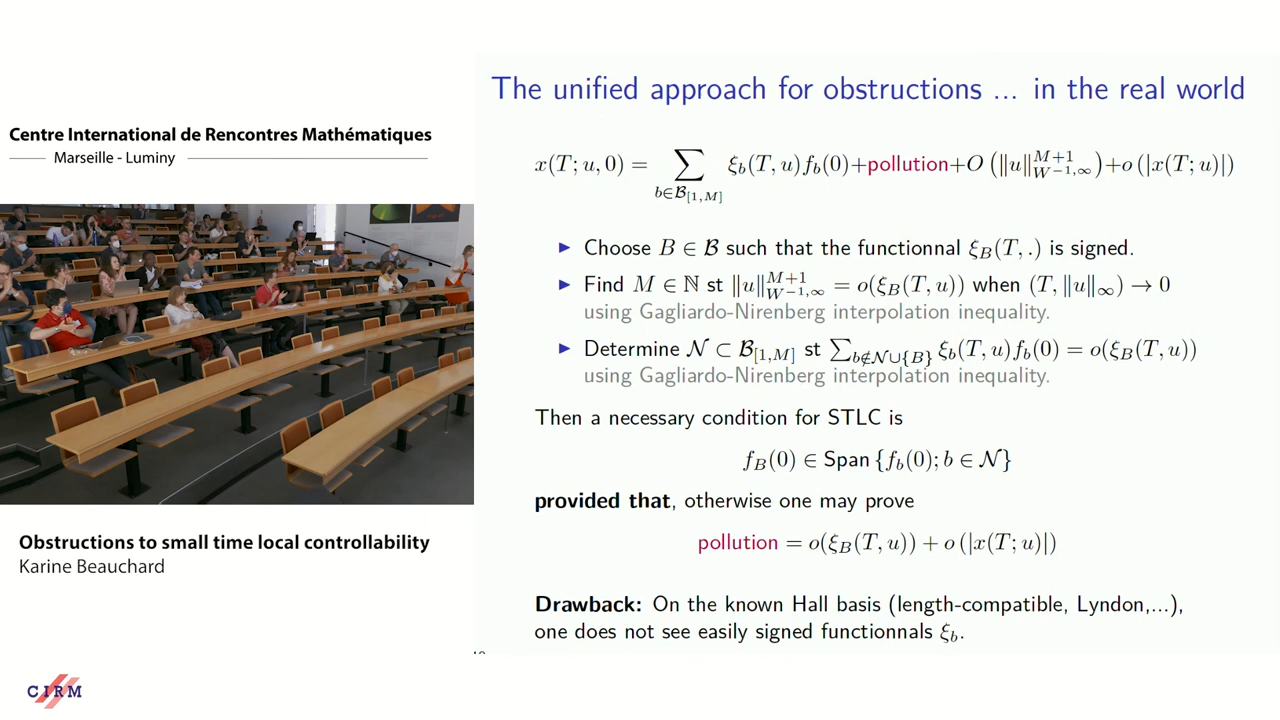 Centre International de Rencontres Mathématiques
Marseille - Luminy
Obstructions to small time local controllability
Karine Beauchard
CIRM
The unified approach for obstructions ... in the real world
x(T; u, 0) = ∑_{b∈𝓑_{[1,M]}} ξ_b(T, u)f_b(0)+pollution+O (‖u‖^{M+1}_{W^{-1,∞}})+o(|x(T; u)|)
▶ Choose B ∈ 𝓑 such that the functionnal ξ_B(T, .) is signed.
▶ Find M ∈ ℕ st ‖u‖^{M+1}_{W^{-1,∞}} = o(ξ_B(T, u)) when (T, ‖u‖_∞) → 0
using Gagliardo-Nirenberg interpolation inequality.
▶ Determine 𝓝 ⊂ 𝓑_{[1,M]} st ∑_{b∉𝓝∪{B}} ξ_b(T, u)f_b(0) = o(ξ_B(T, u))
using Gagliardo-Nirenberg interpolation inequality.
Then a necessary condition for STLC is
f_B(0) ∈ Span {f_b(0); b ∈ 𝓝}
provided that, otherwise one may prove
pollution = o(ξ_B(T, u)) + o (|x(T; u)|)
Drawback: On the known Hall basis (length-compatible, Lyndon,...),
one does not see easily signed functionnals ξ_b.